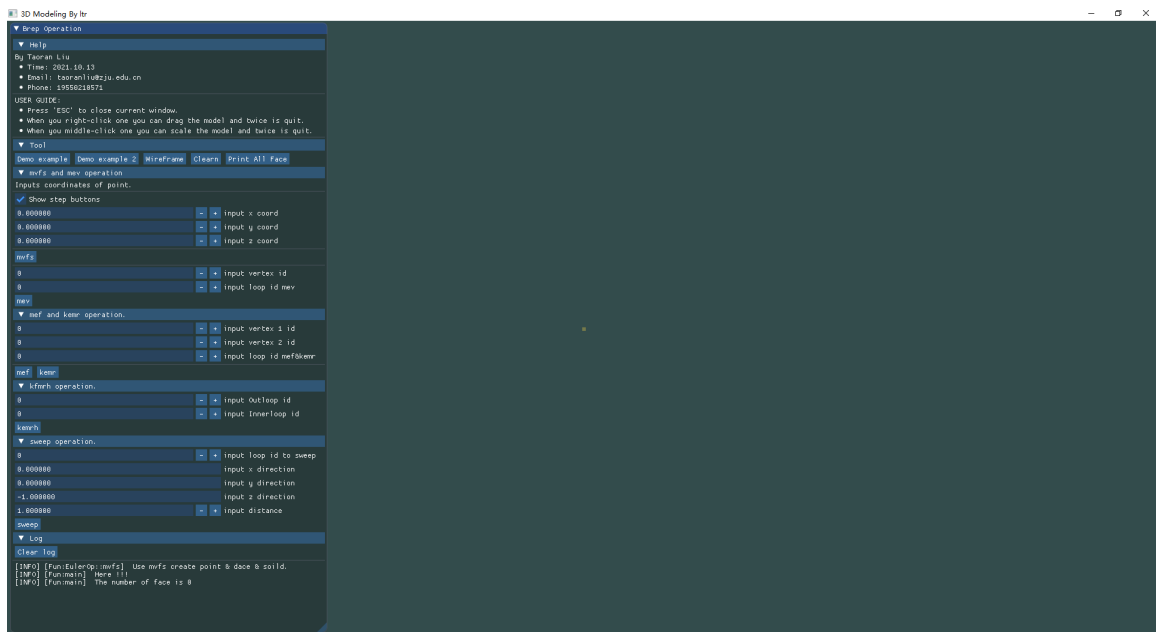 3D Modeling By ltr
▼ Brep Operation
▼ Help
By Taoran Liu
• Time: 2021.10.13
• Email: taoranliu@zju.edu.cn
• Phone: 19550218571
USER GUIDE:
• Press 'ESC' to close current window.
• When you right-click one you can drag the model and twice is quit.
• When you middle-click one you can scale the model and twice is quit.
▼ Tool
Demo example Demo example 2 WireFrame Clearn Print All Face
▼ mvfs and mev operation
Inputs coordinates of point.
Show step buttons
0.000000 - + input x coord
0.000000 - + input y coord
0.000000 - + input z coord
mvfs
0 - + input vertex id
0 - + input loop id mev
mev
▼ mef and kemr operation.
0 - + input vertex 1 id
0 - + input vertex 2 id
0 - + input loop id mef&kemr
mef kemr
▼ kfmrh operation.
0 - + input Outloop id
0 - + input Innerloop id
kemrh
▼ sweep operation.
0 - + input loop id to sweep
0.000000 input x direction
0.000000 input y direction
-1.000000 input z direction
1.000000 - + input distance
sweep
▼ Log
Clear log
[INFO] [Fun:EulerOp::mvfs] Use mvfs create point & dace & soild.
[INFO] [Fun:main] Here !!!
[INFO] [Fun:main] The number of face is 0